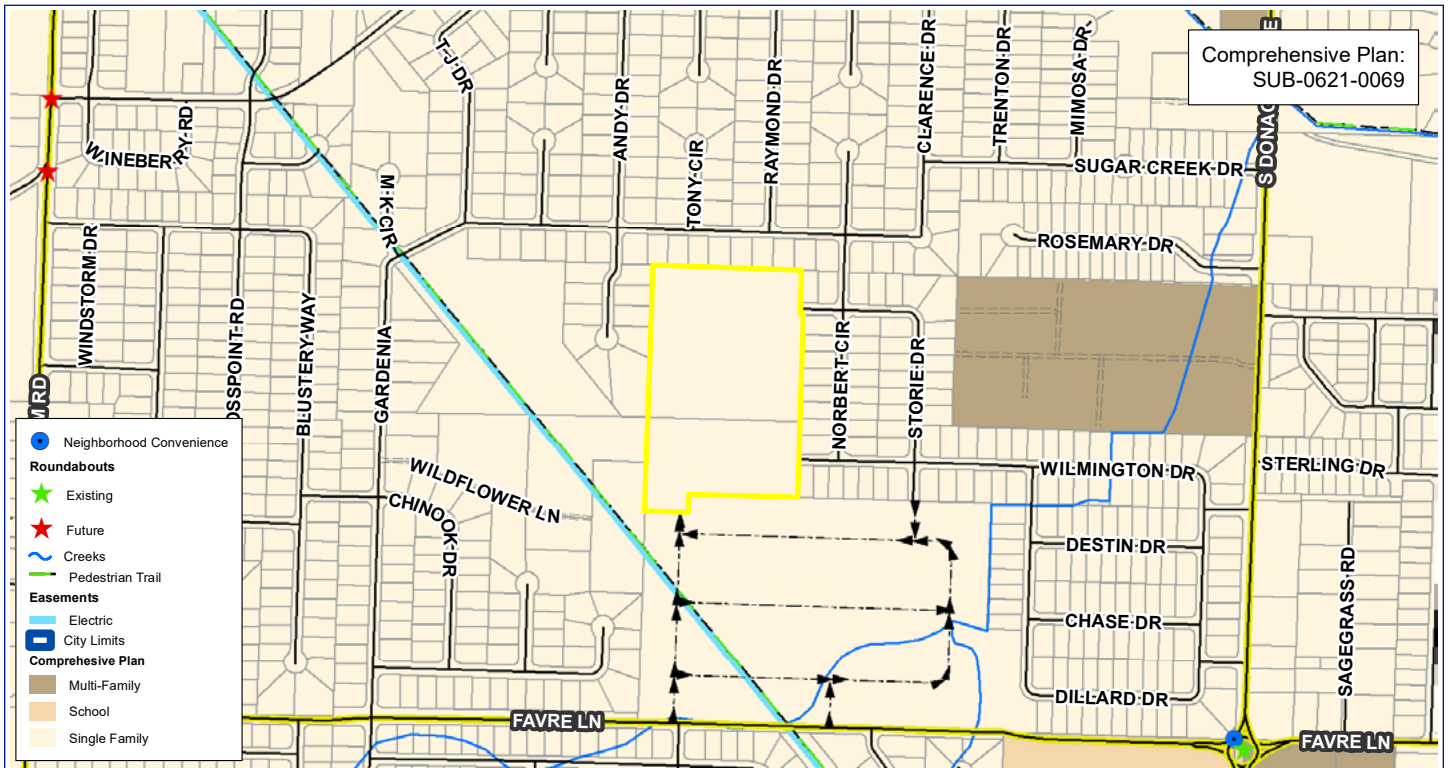 Comprehensive Plan:
SUB-0621-0069
T-J DR
ANDY DR
TONY CIR
RAYMOND DR
CLARENCE DR
TRENTON DR
MIMOSA DR
WINEBERRY RD
M K CIR
SUGAR CREEK DR
S DONAG
E
ROSEMARY DR
WINDSTORM DR
OSSPOINT RD
BLUSTERY WAY
GARDENIA
NORBERT CIR
STORIE DR
M RD
WILDFLOWER LN
CHINOOK DR
WILMINGTON DR
STERLING DR
DESTIN DR
CHASE DR
SAGEGRASS RD
DILLARD DR
FAVRE LN
FAVRE LN
Neighborhood Convenience
Roundabouts
Existing
Future
Creeks
Pedestrian Trail
Easements
Electric
City Limits
Comprehesive Plan
Multi-Family
School
Single Family